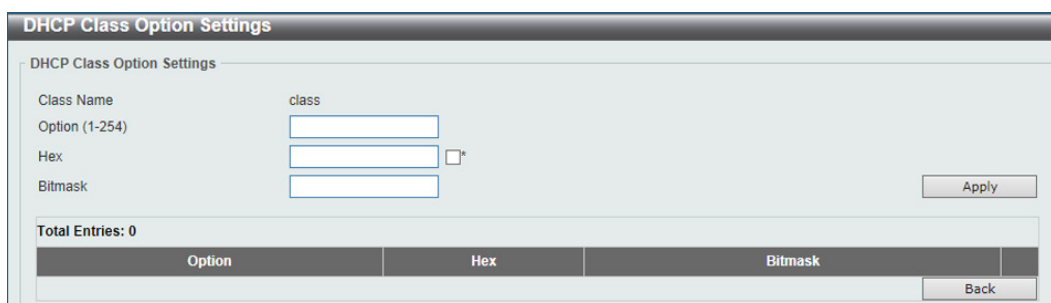 DHCP Class Option Settings
DHCP Class Option Settings
Class Name class
Option (1-254)
Hex *
Bitmask Apply
Total Entries: 0
Option Hex Bitmask
Back